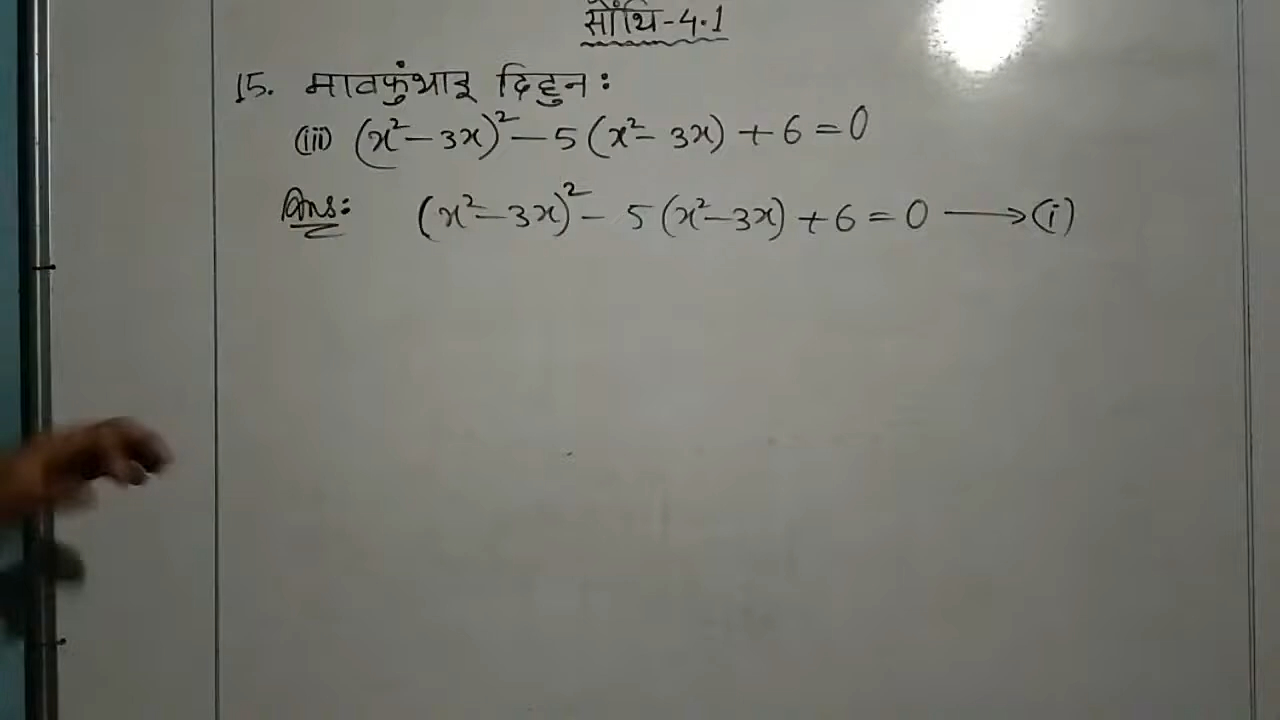 सोंथि-4.1
15. मावफुंथाइ दिहुन:
(iii) (x²-3x)²-5(x²-3x)+6=0
Ans: (x²-3x)²-5(x²-3x)+6=0 ⟶(i)